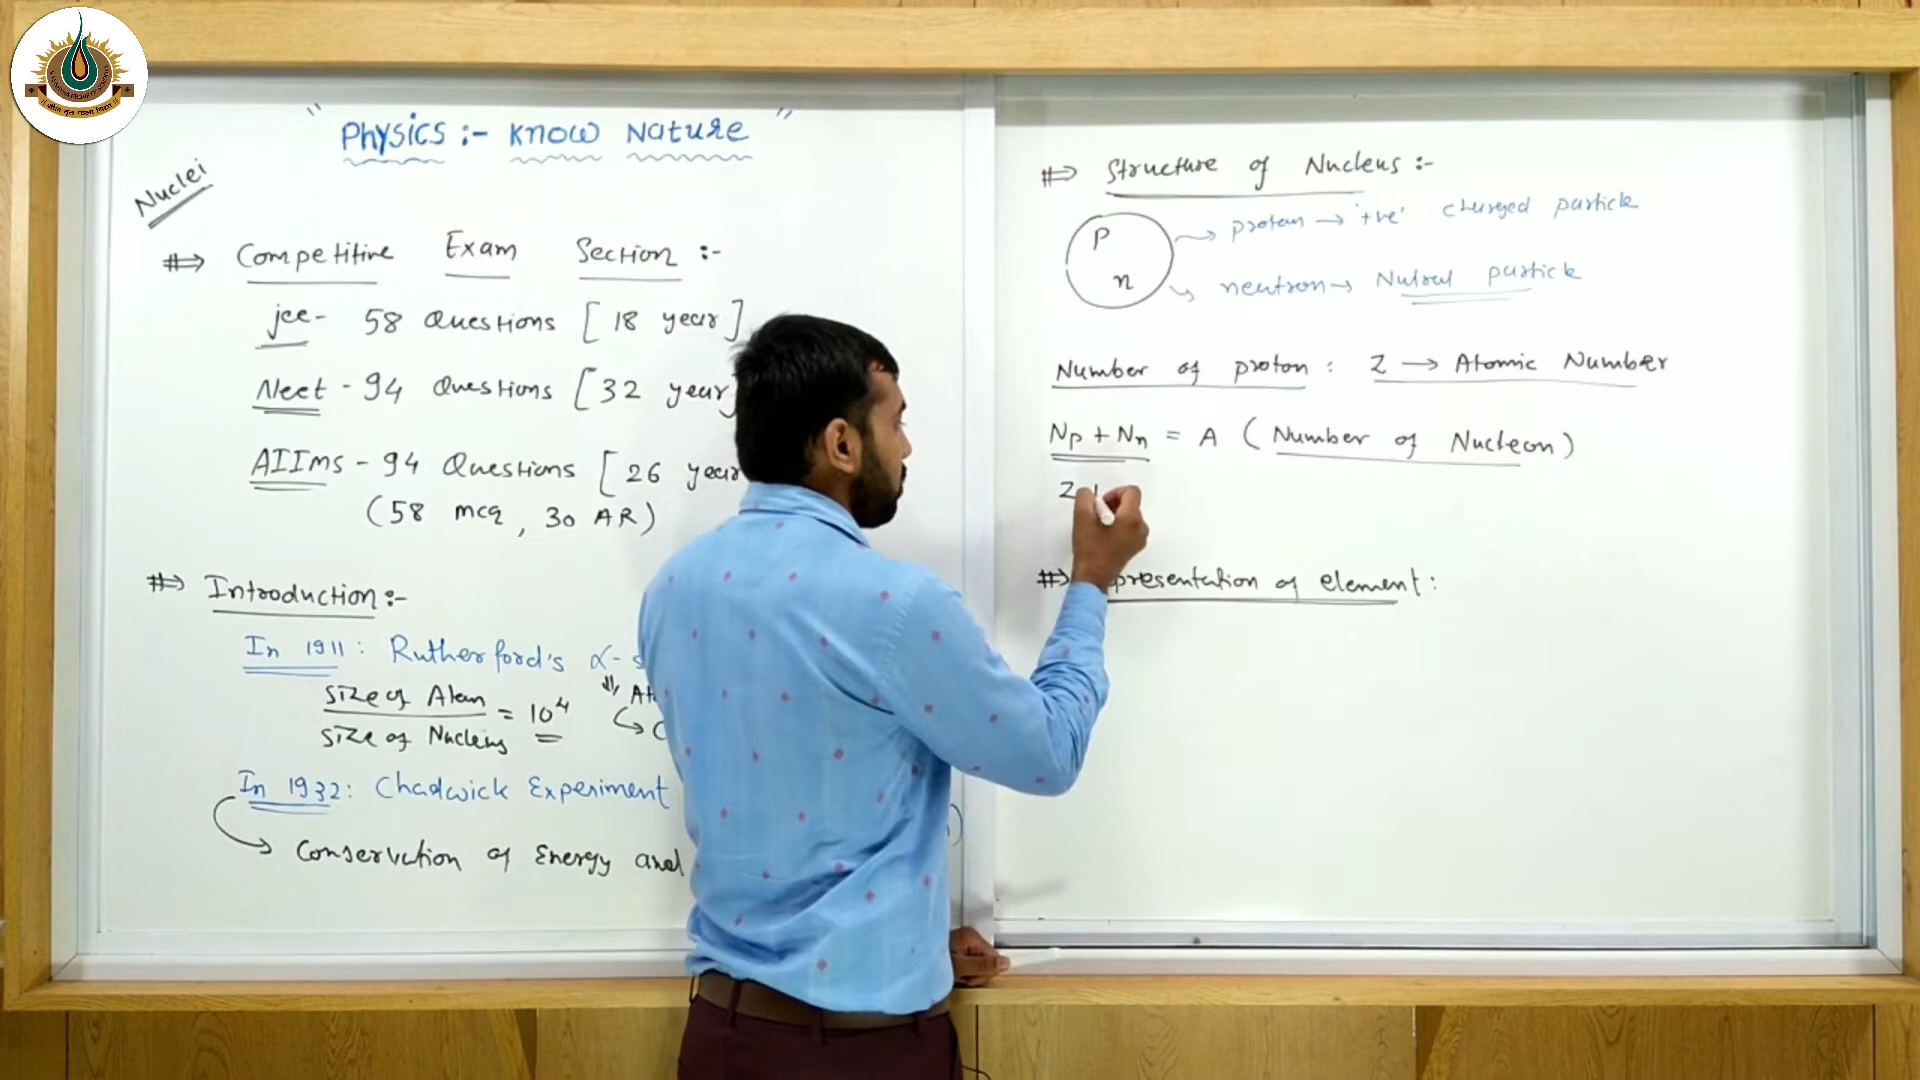 " Physics :- Know Nature "
Nuclei
⇒ Competitive Exam Section :-
jee - 58 Questions [ 18 year ]
Neet - 94 Questions [ 32 year ]
AIIMS - 94 Questions [ 26 year
(58 mcq, 30 AR)
⇒ Introduction :-
In 1911 : Rutherford's α- s
size of Atom / size of Nucleus = 10⁴
In 1932 : Chadwick Experiment
Conservation of Energy and
⇒ Structure of Nucleus :-
P
n
proton → '+ve' charged particle
neutron → Nutral particle
Number of proton : Z → Atomic Number
Np + Nn = A ( Number of Nucleon )
Z +
⇒ presentation of element :